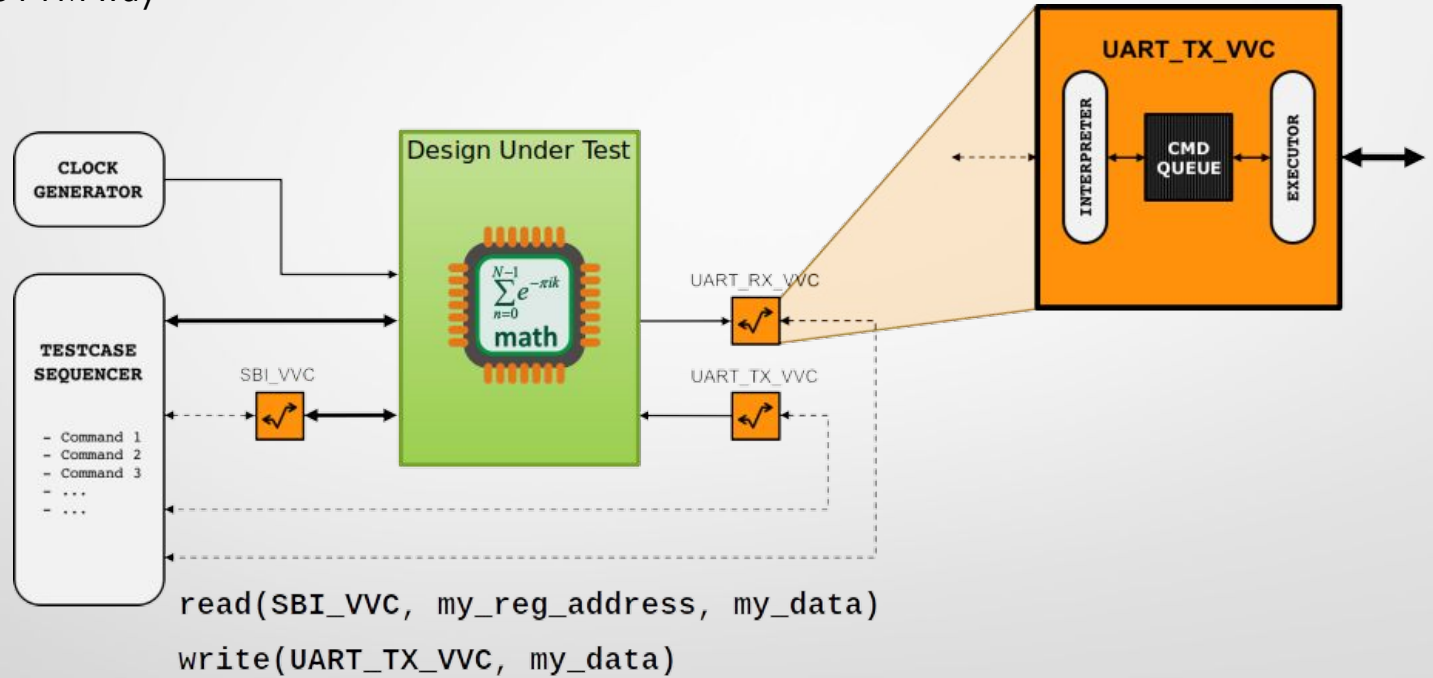 UART_TX_VVC
INTERPRETER
CMD
QUEUE
EXECUTOR
CLOCK
GENERATOR
Design Under Test
N−1
∑ e^{−πik}
n=0
math
UART_RX_VVC
TESTCASE
SEQUENCER
SBI_VVC
UART_TX_VVC
- Command 1
- Command 2
- Command 3
- ...
- ...
read(SBI_VVC, my_reg_address, my_data)
write(UART_TX_VVC, my_data)